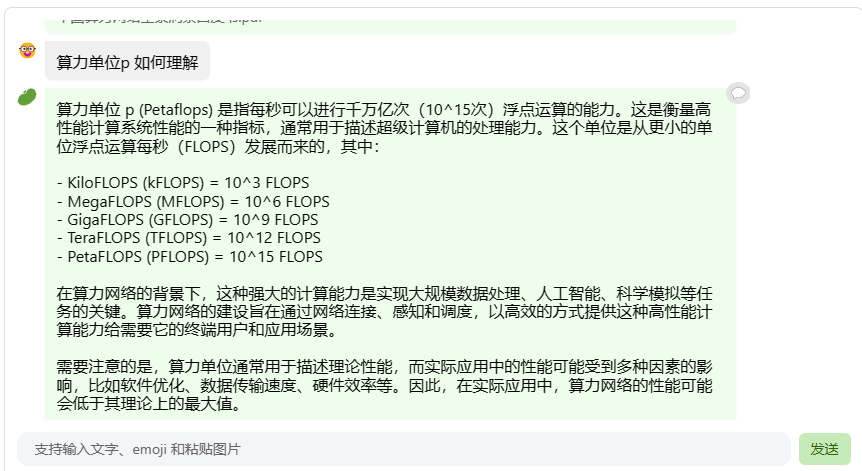 算力单位p 如何理解
算力单位 p (Petaflops) 是指每秒可以进行千万亿次（10^15次）浮点运算的能力。这是衡量高
性能计算系统性能的一种指标，通常用于描述超级计算机的处理能力。这个单位是从更小的单
位浮点运算每秒（FLOPS）发展而来的，其中：
- KiloFLOPS (kFLOPS) = 10^3 FLOPS
- MegaFLOPS (MFLOPS) = 10^6 FLOPS
- GigaFLOPS (GFLOPS) = 10^9 FLOPS
- TeraFLOPS (TFLOPS) = 10^12 FLOPS
- PetaFLOPS (PFLOPS) = 10^15 FLOPS
在算力网络的背景下，这种强大的计算能力是实现大规模数据处理、人工智能、科学模拟等任
务的关键。算力网络的建设旨在通过网络连接、感知和调度，以高效的方式提供这种高性能计
算能力给需要它的终端用户和应用场景。
需要注意的是，算力单位通常用于描述理论性能，而实际应用中的性能可能受到多种因素的影
响，比如软件优化、数据传输速度、硬件效率等。因此，在实际应用中，算力网络的性能可能
会低于其理论上的最大值。
支持输入文字、emoji 和粘贴图片
发送